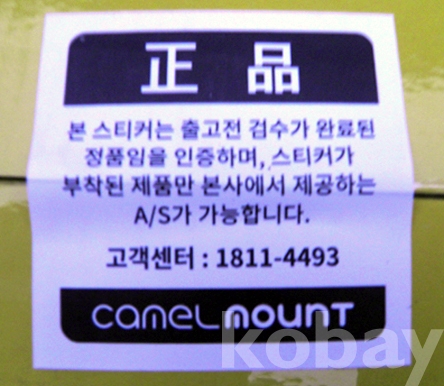 正 品
본 스티커는 출고전 검수가 완료된
정품임을 인증하며, 스티커가
부착된 제품만 본사에서 제공하는
A/S가 가능합니다.
고객센터 : 1811-4493
camel mount
kobay